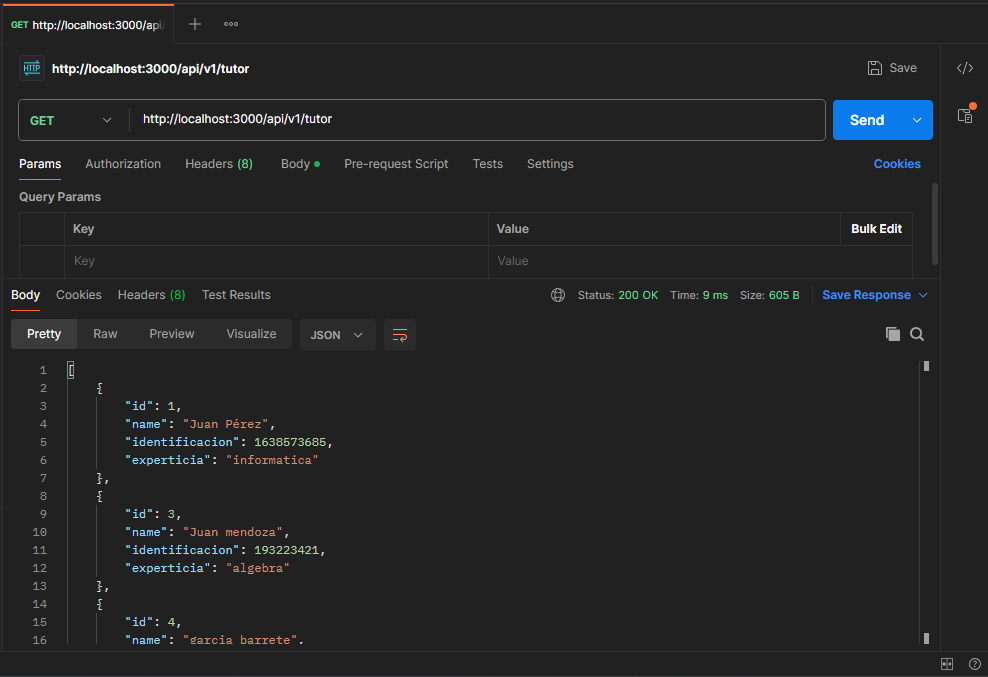 GET http://localhost:3000/api/
http://localhost:3000/api/v1/tutor Save
GET http://localhost:3000/api/v1/tutor Send
Params Authorization Headers (8) Body Pre-request Script Tests Settings Cookies
Query Params
Key Value Bulk Edit
Key Value
Body Cookies Headers (8) Test Results Status: 200 OK Time: 9 ms Size: 605 B Save Response
Pretty Raw Preview Visualize JSON
1 [
2 {
3 "id": 1,
4 "name": "Juan Pérez",
5 "identificacion": 1638573685,
6 "experticia": "informatica"
7 },
8 {
9 "id": 3,
10 "name": "Juan mendoza",
11 "identificacion": 193223421,
12 "experticia": "algebra"
13 },
14 {
15 "id": 4,
16 "name": "garcia barrete",